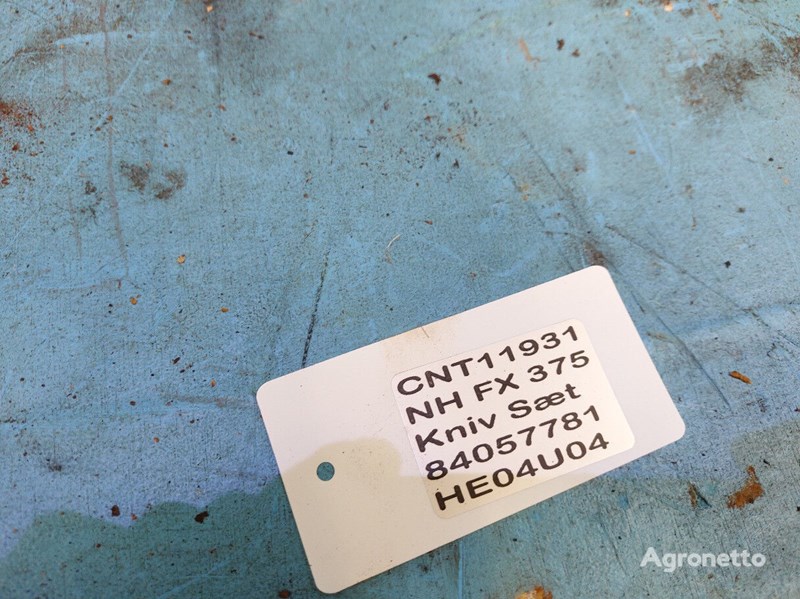 CNT11931
NH FX 375
Kniv Sæt
84057781
HE04U04
Agronetto